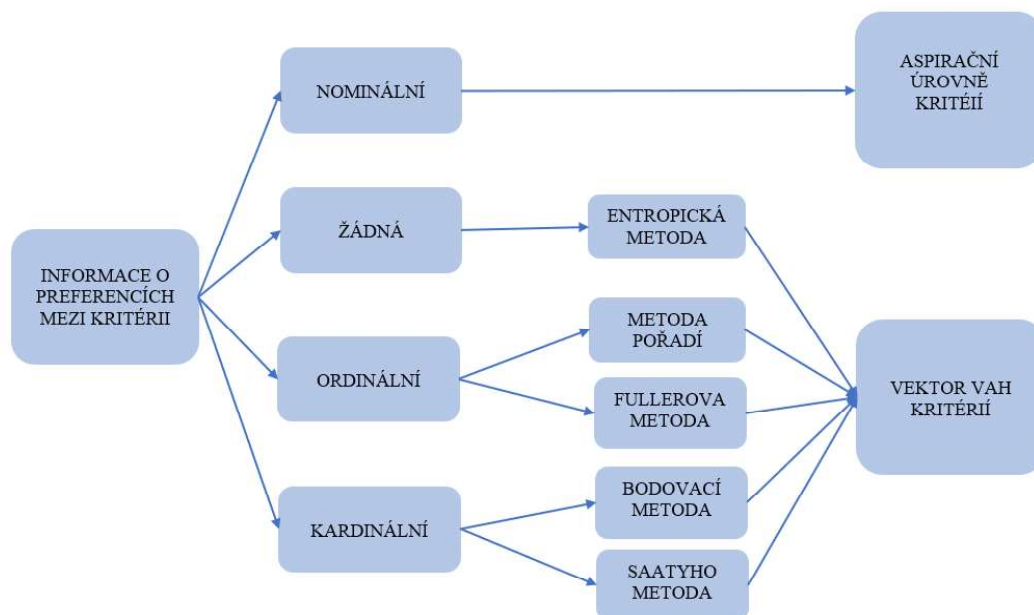 INFORMACE O
PREFERENCÍCH
MEZI KRITÉRII
NOMINÁLNÍ
ŽÁDNÁ
ORDINÁLNÍ
KARDINÁLNÍ
ENTROPICKÁ
METODA
METODA
POŘADÍ
FULLEROVA
METODA
BODOVACÍ
METODA
SAATYHO
METODA
ASPIRAČNÍ
ÚROVNĚ
KRITÉIÍ
VEKTOR VAH
KRITÉRIÍ